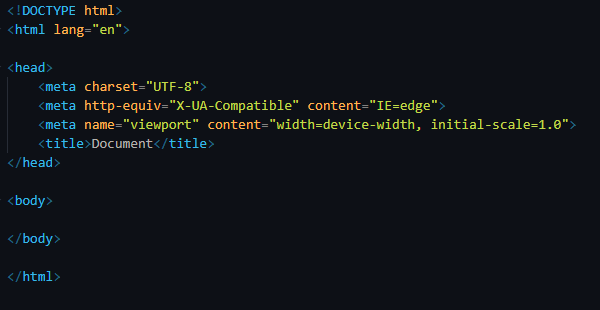 <!DOCTYPE html>
<html lang="en">
<head>
<meta charset="UTF-8">
<meta http-equiv="X-UA-Compatible" content="IE=edge">
<meta name="viewport" content="width=device-width, initial-scale=1.0">
<title>Document</title>
</head>
<body>
</body>
</html>